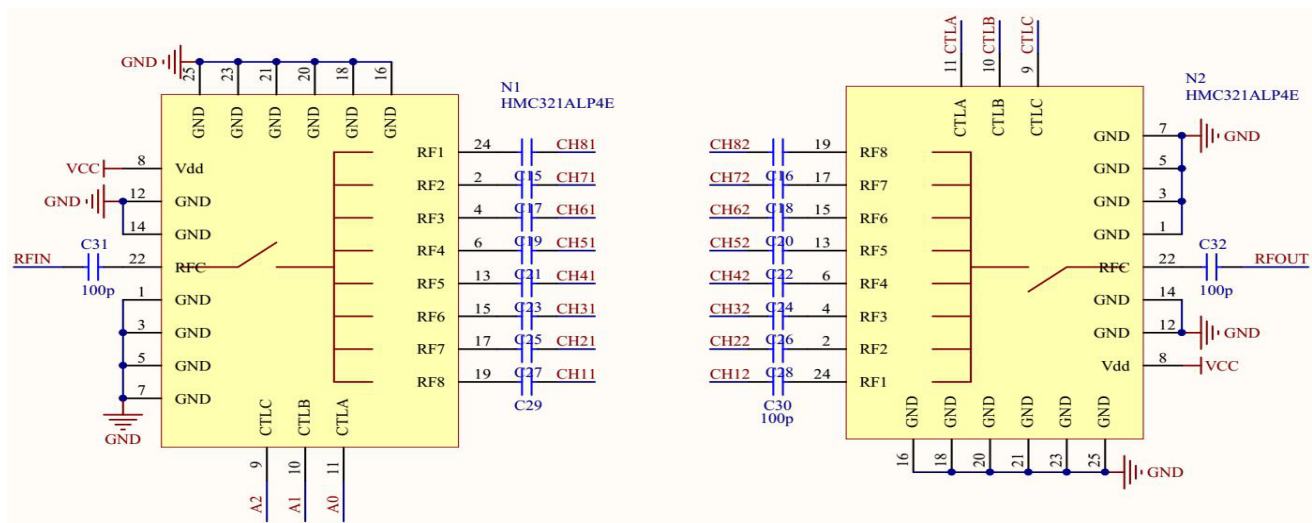 GND
25
23
21
20
18
16
GND
GND
GND
GND
GND
GND
N1
HMC321ALP4E
VCC
8
Vdd
GND
12
GND
14
GND
C31
RFIN
22
RFC
100p
1
GND
3
GND
5
GND
7
GND
GND
RF1
24
CH81
C15
RF2
2
CH71
C17
RF3
4
CH61
C19
RF4
6
CH51
C21
RF5
13
CH41
C23
RF6
15
CH31
C25
RF7
17
CH21
C27
RF8
19
CH11
C29
CTLC
CTLB
CTLA
9
10
11
A2
A1
A0
CTLA
CTLB
CTLC
11
10
9
CTLA
CTLB
CTLC
N2
HMC321ALP4E
CH82
19
RF8
C16
CH72
17
RF7
C18
CH62
15
RF6
C20
CH52
13
RF5
C22
CH42
6
RF4
C24
CH32
4
RF3
C26
CH22
2
RF2
C28
CH12
24
RF1
C30
100p
GND
7
GND
GND
5
GND
3
GND
1
C32
RFC
22
RFOUT
100p
GND
14
GND
12
GND
Vdd
8
VCC
GND
GND
GND
GND
GND
GND
16
18
20
21
23
25
GND